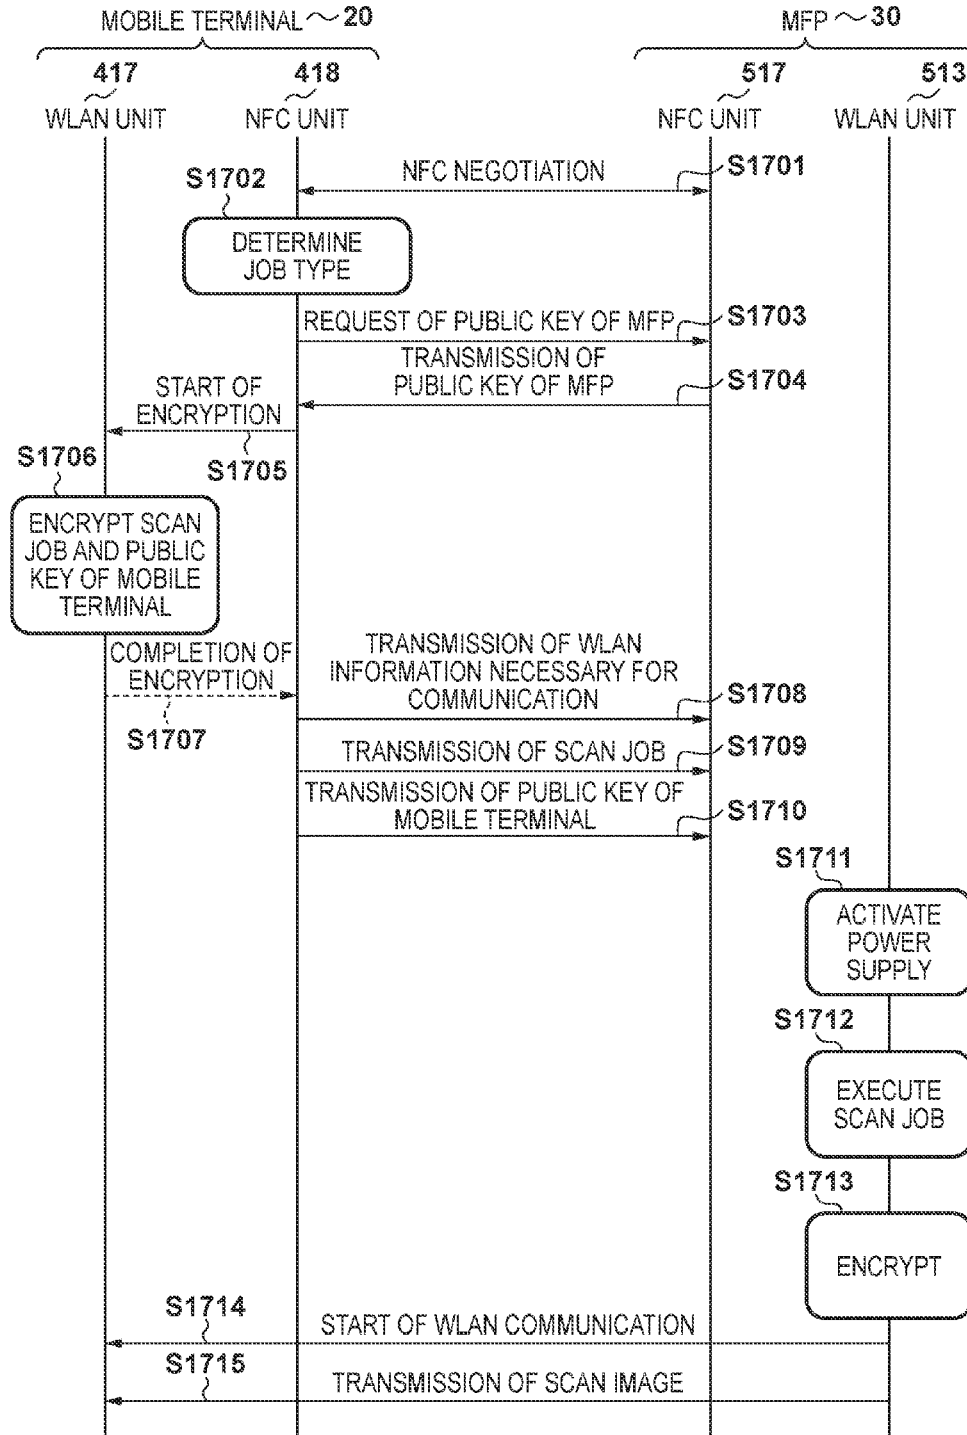 MOBILE TERMINAL 20
MFP 30
417
418
517
513
WLAN UNIT
NFC UNIT
NFC UNIT
WLAN UNIT
NFC NEGOTIATION
S1701
S1702
DETERMINE
JOB TYPE
REQUEST OF PUBLIC KEY OF MFP
S1703
TRANSMISSION OF
PUBLIC KEY OF MFP
S1704
START OF
ENCRYPTION
S1705
S1706
ENCRYPT SCAN
JOB AND PUBLIC
KEY OF MOBILE
TERMINAL
COMPLETION OF
ENCRYPTION
S1707
TRANSMISSION OF WLAN
INFORMATION NECESSARY FOR
COMMUNICATION
S1708
TRANSMISSION OF SCAN JOB
S1709
TRANSMISSION OF PUBLIC KEY OF
MOBILE TERMINAL
S1710
S1711
ACTIVATE
POWER
SUPPLY
S1712
EXECUTE
SCAN JOB
S1713
ENCRYPT
S1714
START OF WLAN COMMUNICATION
S1715
TRANSMISSION OF SCAN IMAGE